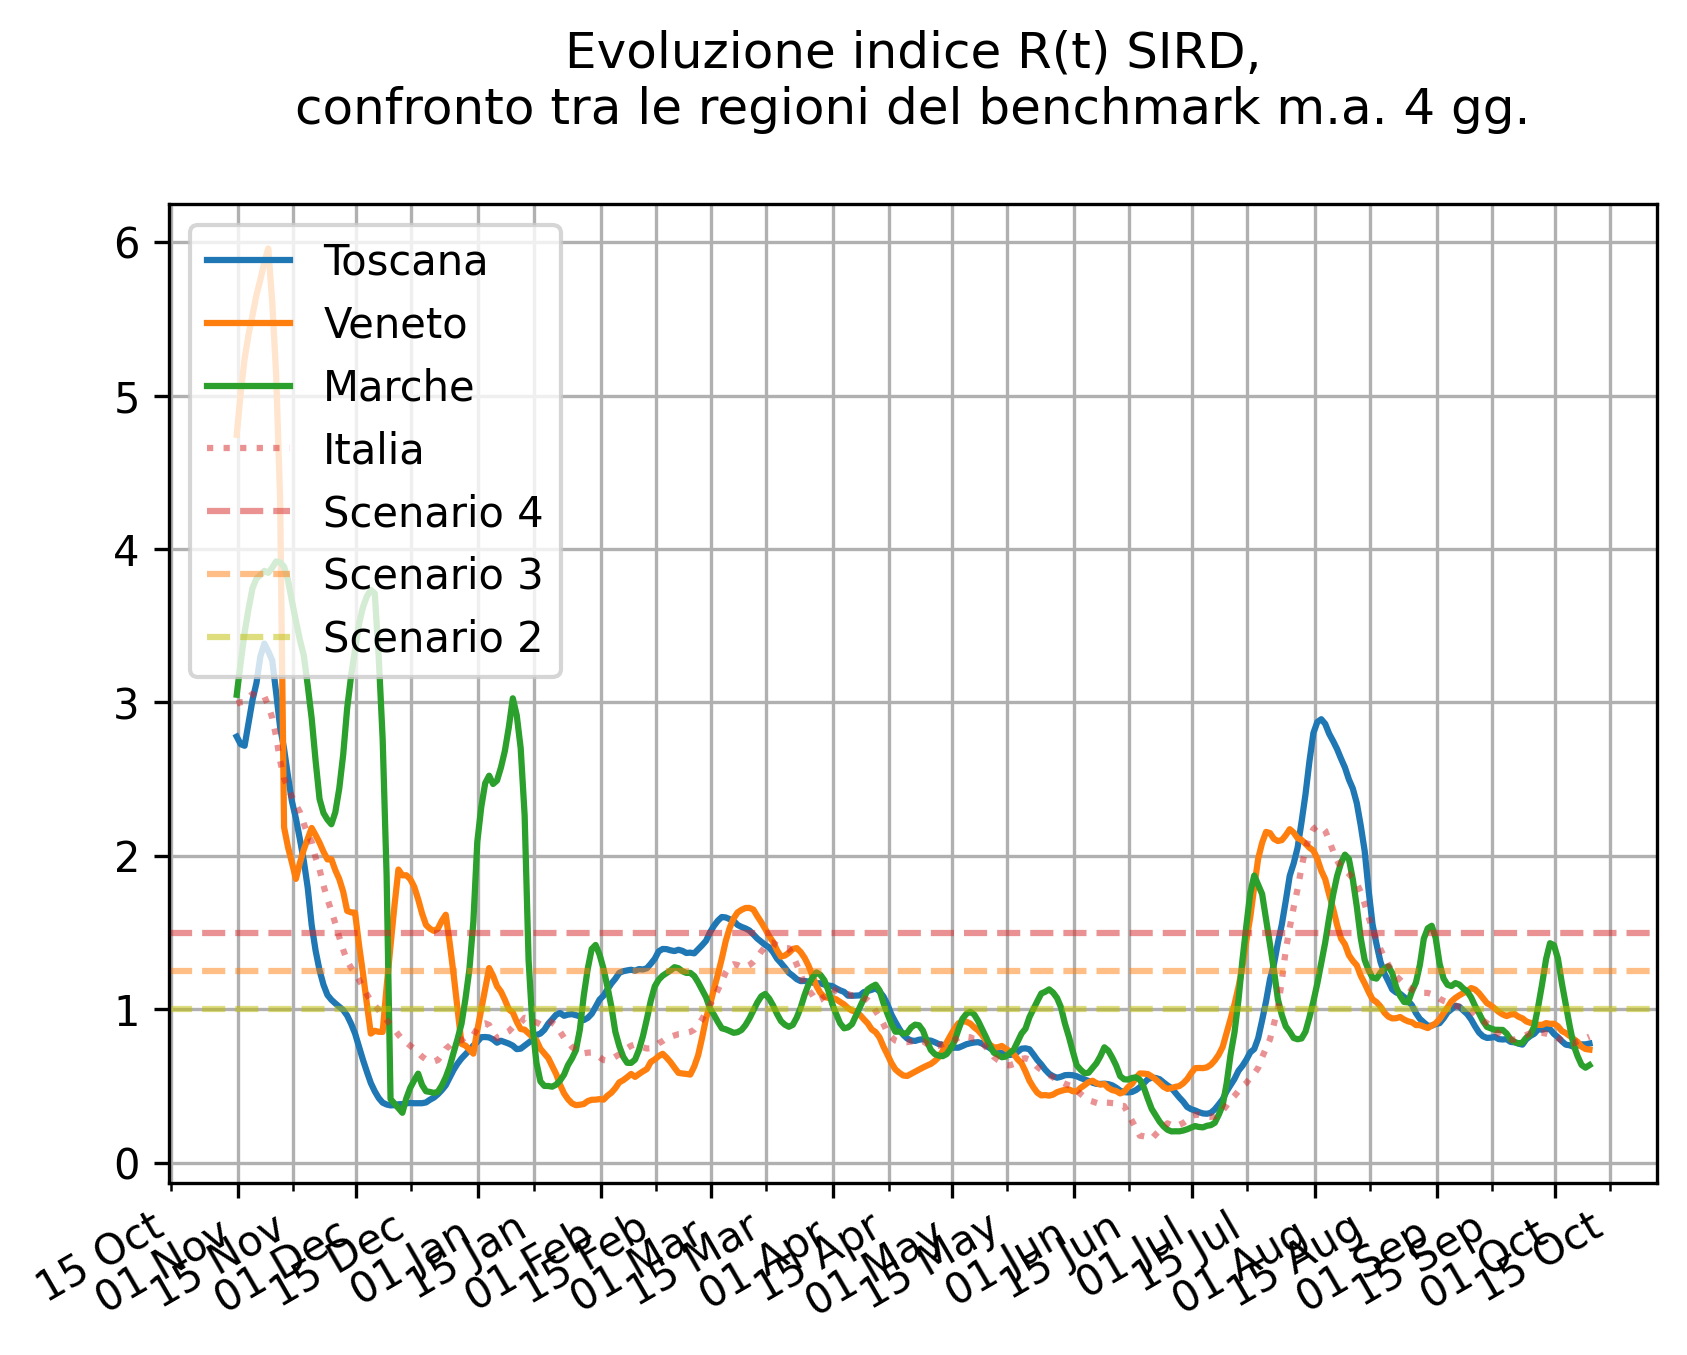 Evoluzione indice R(t) SIRD,
confronto tra le regioni del benchmark m.a. 4 gg.
6
5
4
3
2
1
0
Toscana
Veneto
Marche
Italia
Scenario 4
Scenario 3
Scenario 2
15 Oct
01 Nov
15 Nov
01 Dec
15 Dec
01 Jan
15 Jan
01 Feb
15 Feb
01 Mar
15 Mar
01 Apr
15 Apr
01 May
15 May
01 Jun
15 Jun
01 Jul
15 Jul
01 Aug
15 Aug
01 Sep
15 Sep
01 Oct
15 Oct